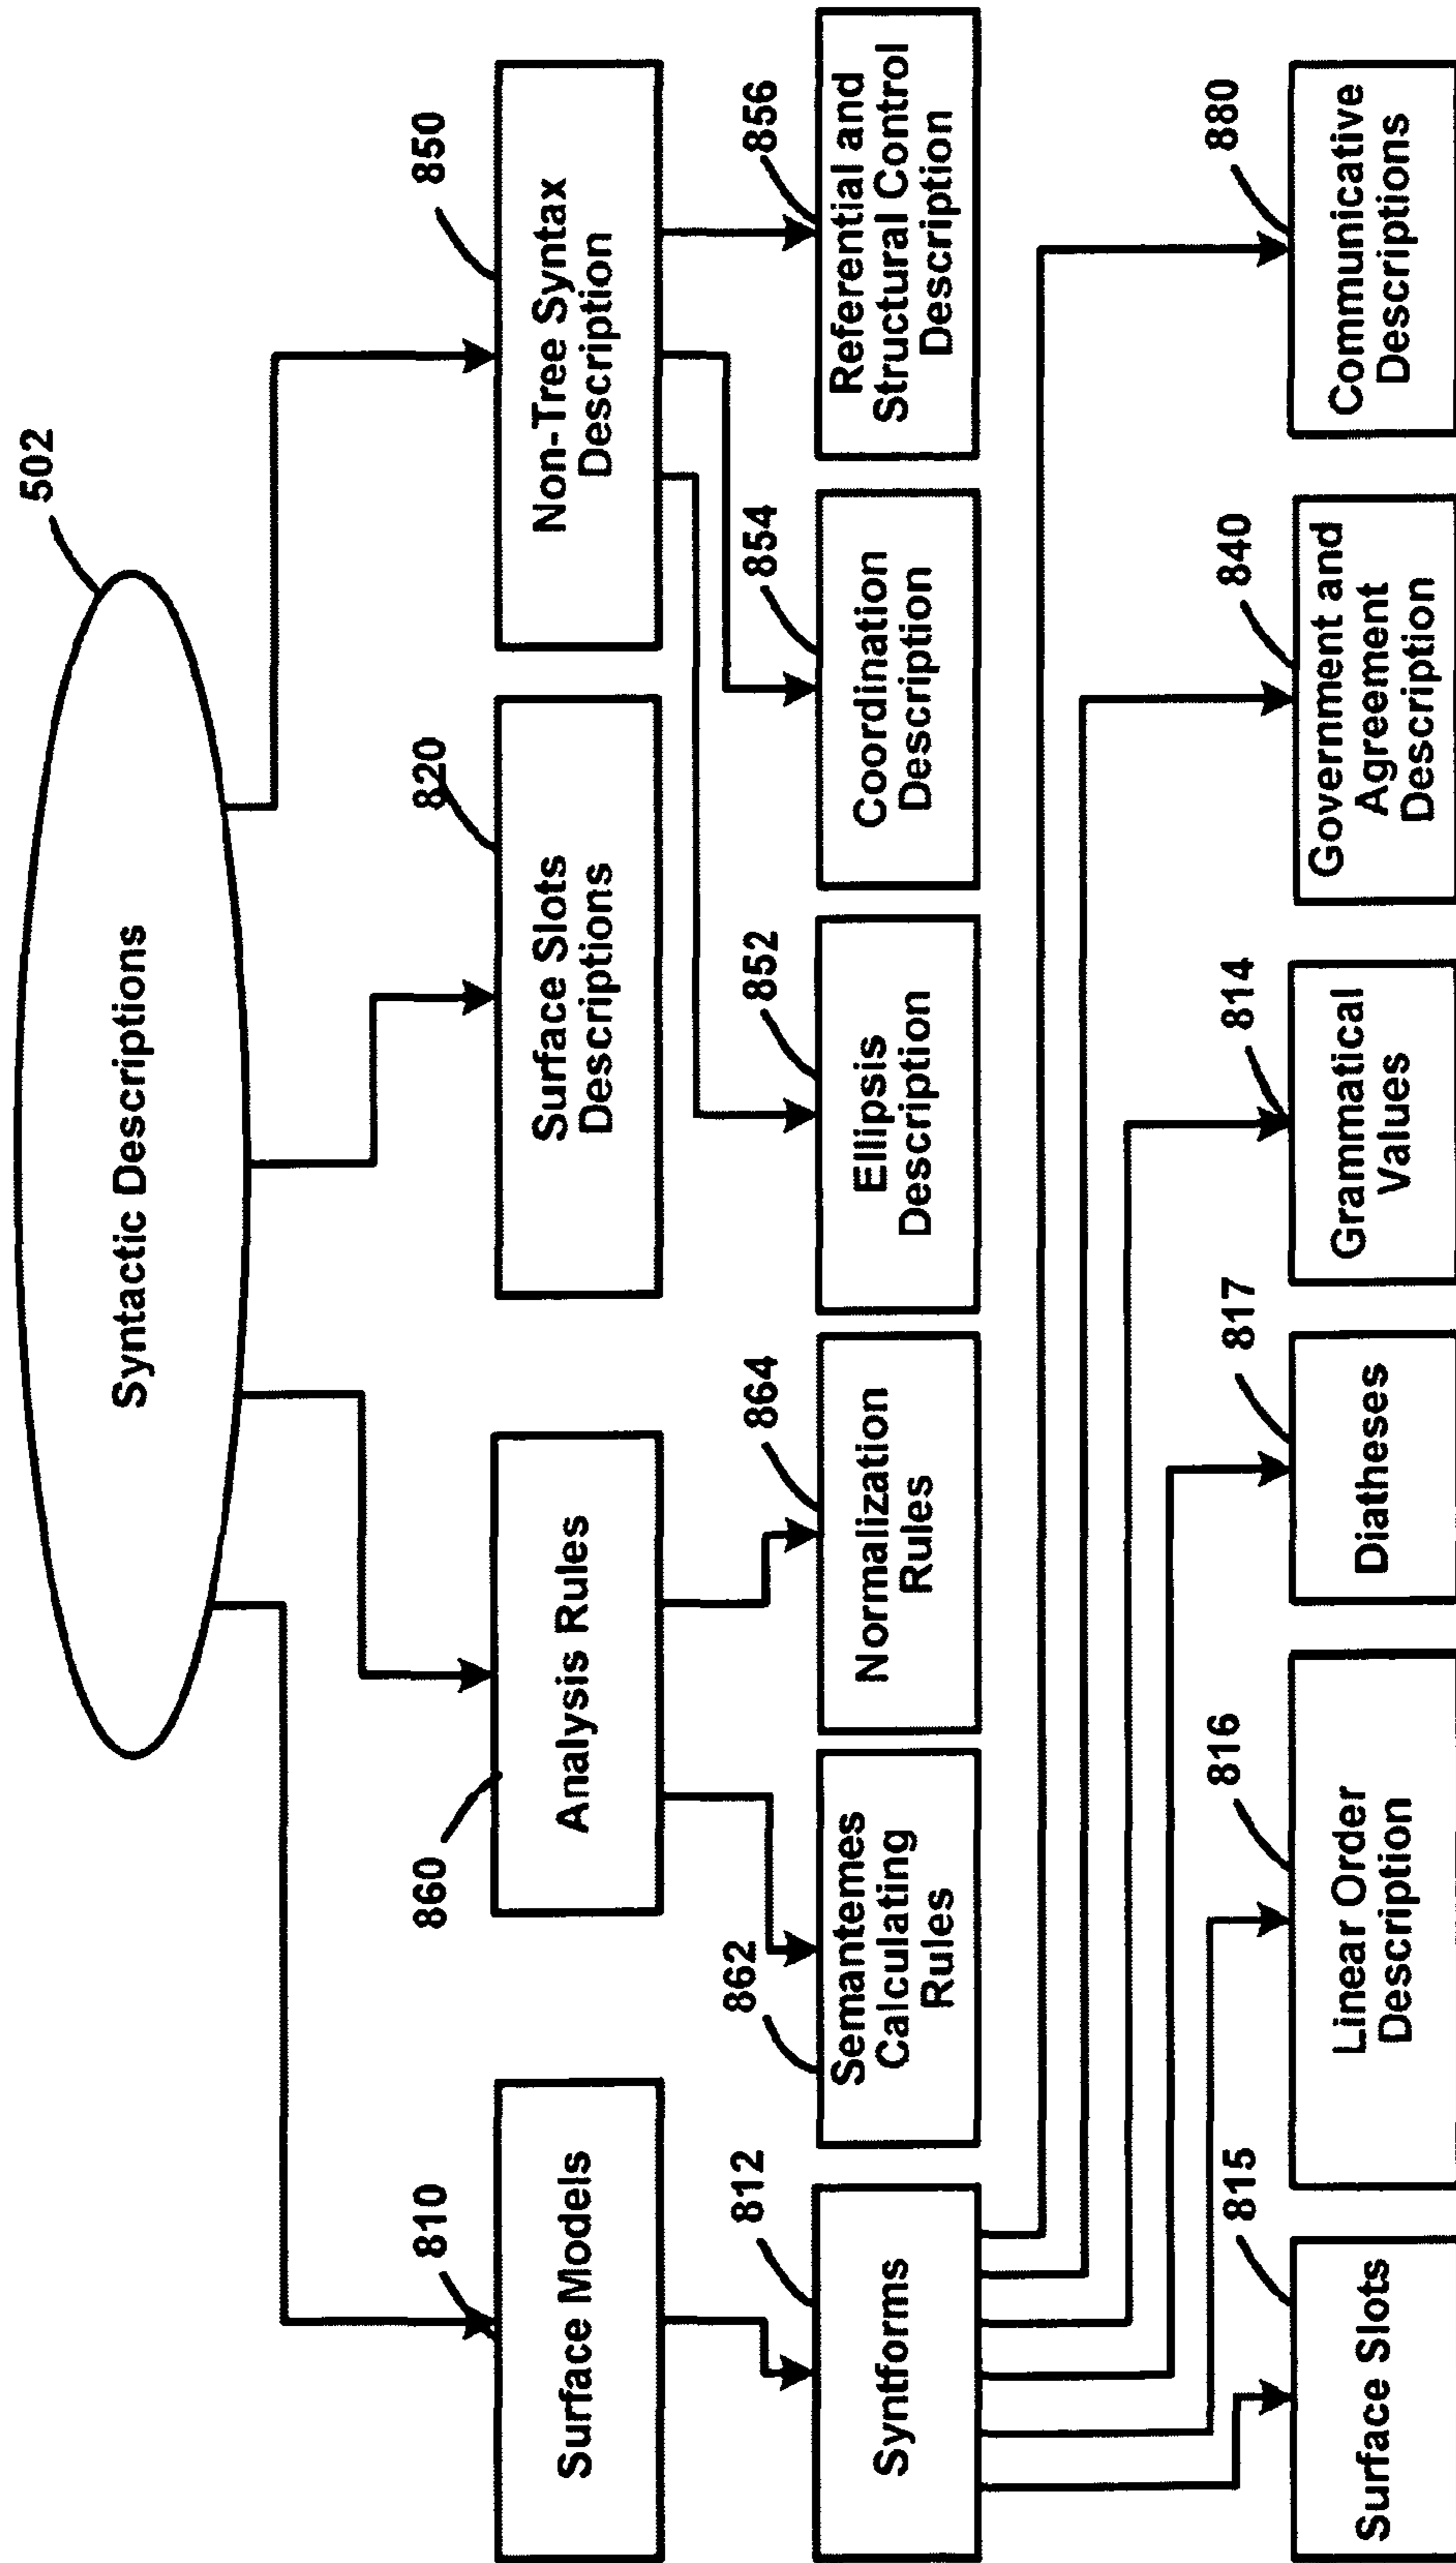 502
Syntactic Descriptions
810
Surface Models
860
Analysis Rules
820
Surface Slots
Descriptions
850
Non-Tree Syntax
Description
812
Syntforms
862
Semantemes
Calculating
Rules
864
Normalization
Rules
852
Ellipsis
Description
854
Coordination
Description
856
Referential and
Structural Control
Description
815
Surface Slots
816
Linear Order
Description
817
Diatheses
814
Grammatical
Values
840
Government and
Agreement
Description
880
Communicative
Descriptions